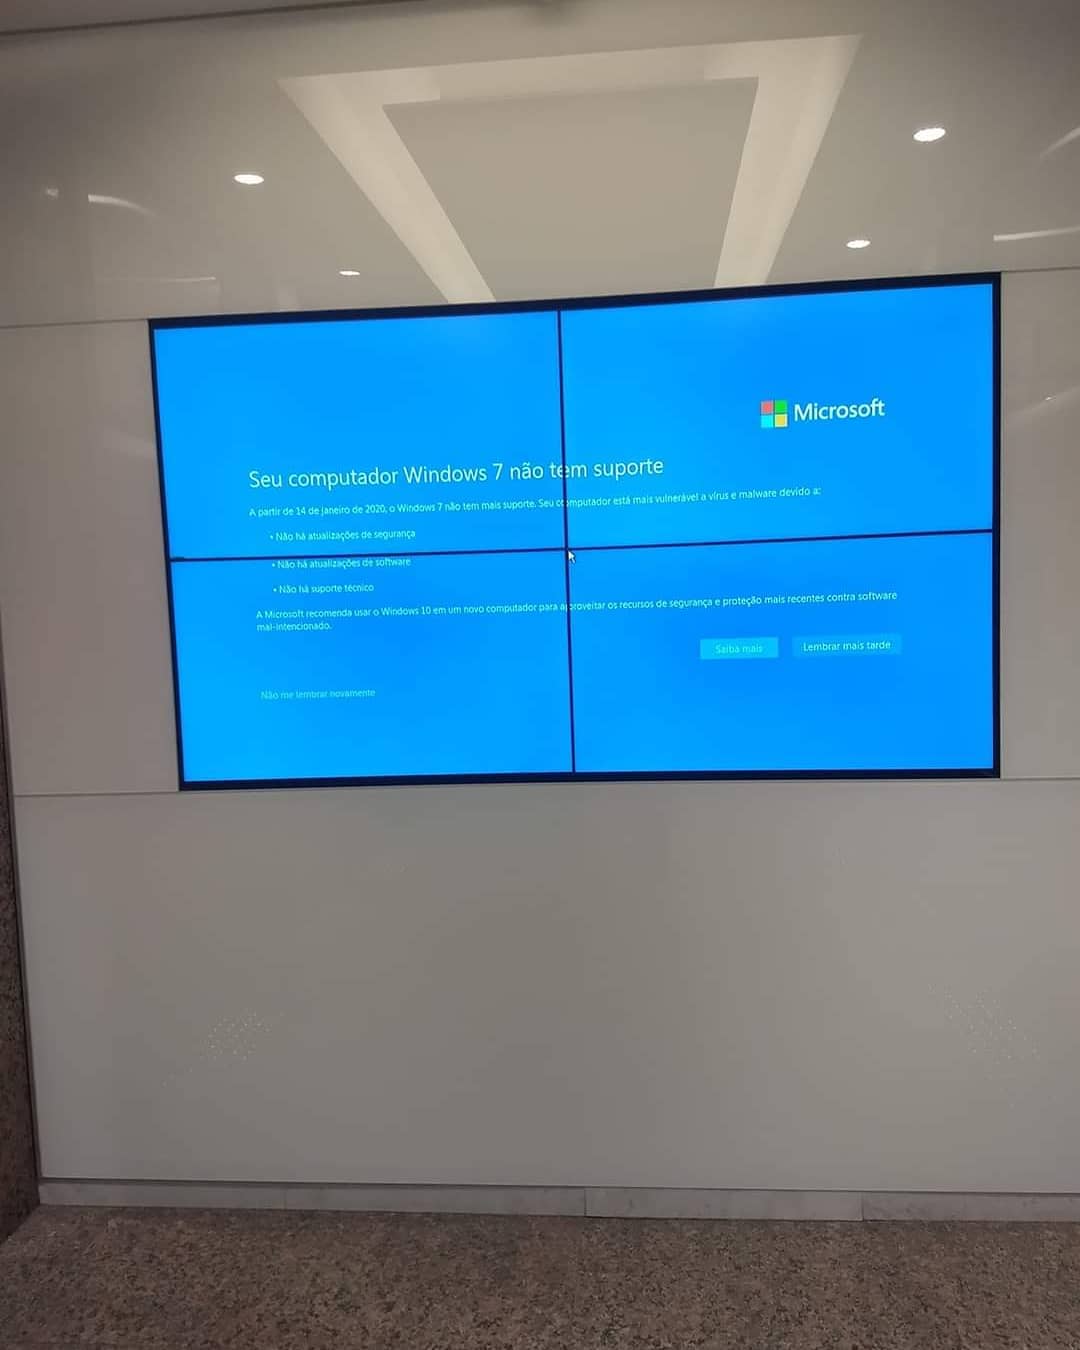 Microsoft
Seu computador Windows 7 não tem suporte
A partir de 14 de janeiro de 2020, o Windows 7 não tem mais suporte. Seu computador está mais vulnerável a vírus e malware devido a:
• Não há atualizações de segurança
• Não há atualizações de software
• Não há suporte técnico
A Microsoft recomenda usar o Windows 10 em um novo computador para aproveitar os recursos de segurança e proteção mais recentes contra software
mal-intencionado.
Saiba mais
Lembrar mais tarde
Não me lembrar novamente